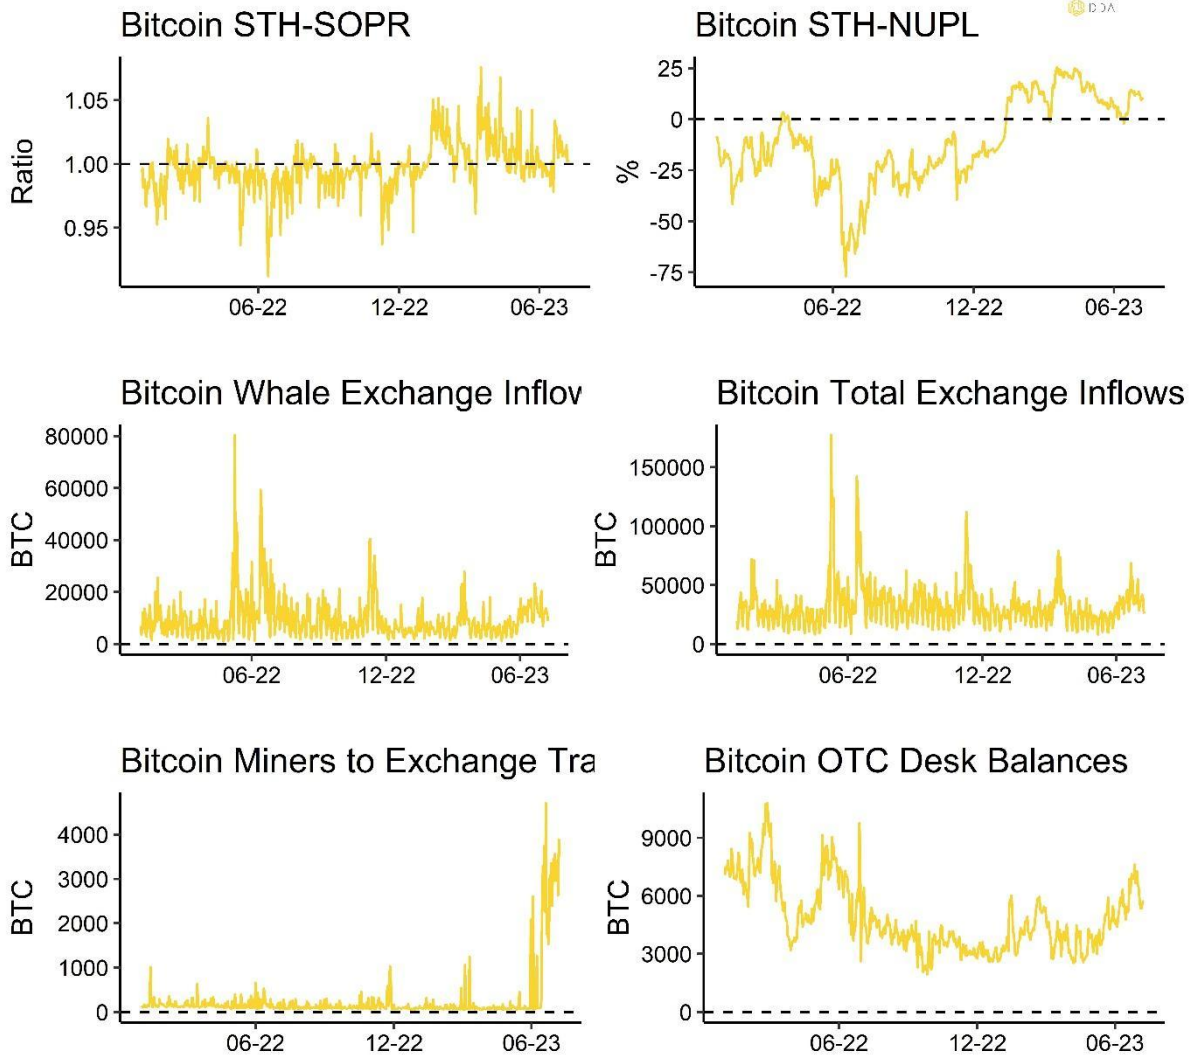 Bitcoin STH-SOPR
Ratio
1.05
1.00
0.95
06-22 12-22 06-23
Bitcoin STH-NUPL
%
25
0
-25
-50
-75
06-22 12-22 06-23
Bitcoin Whale Exchange Inflow
BTC
80000
60000
40000
20000
0
06-22 12-22 06-23
Bitcoin Total Exchange Inflows
BTC
150000
100000
50000
0
06-22 12-22 06-23
Bitcoin Miners to Exchange Tra
BTC
4000
3000
2000
1000
0
06-22 12-22 06-23
Bitcoin OTC Desk Balances
BTC
9000
6000
3000
0
06-22 12-22 06-23